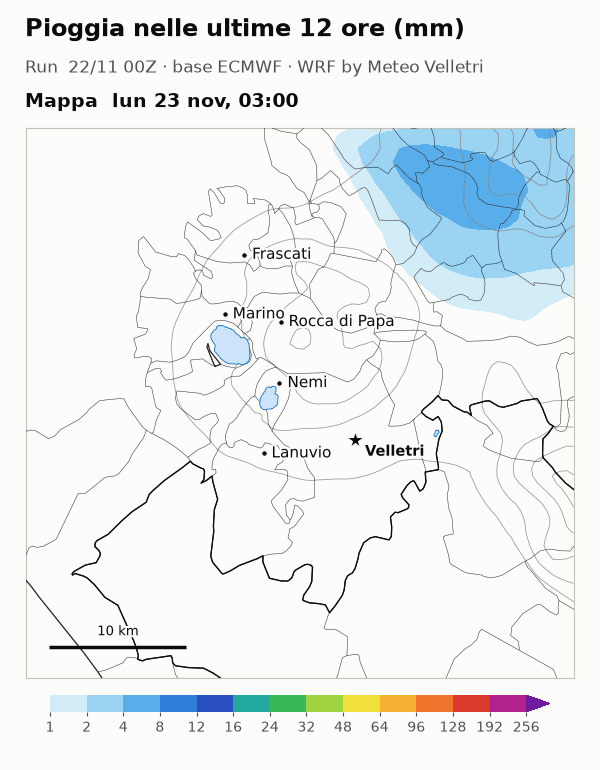 Pioggia nelle ultime 12 ore (mm)
Run  22/11 00Z · base ECMWF · WRF by Meteo Velletri
Mappa  lun 23 nov, 03:00
Frascati
Marino
Rocca di Papa
Nemi
Velletri
Lanuvio
10 km
1 2 4 8 12 16 24 32 48 64 96 128 192 256